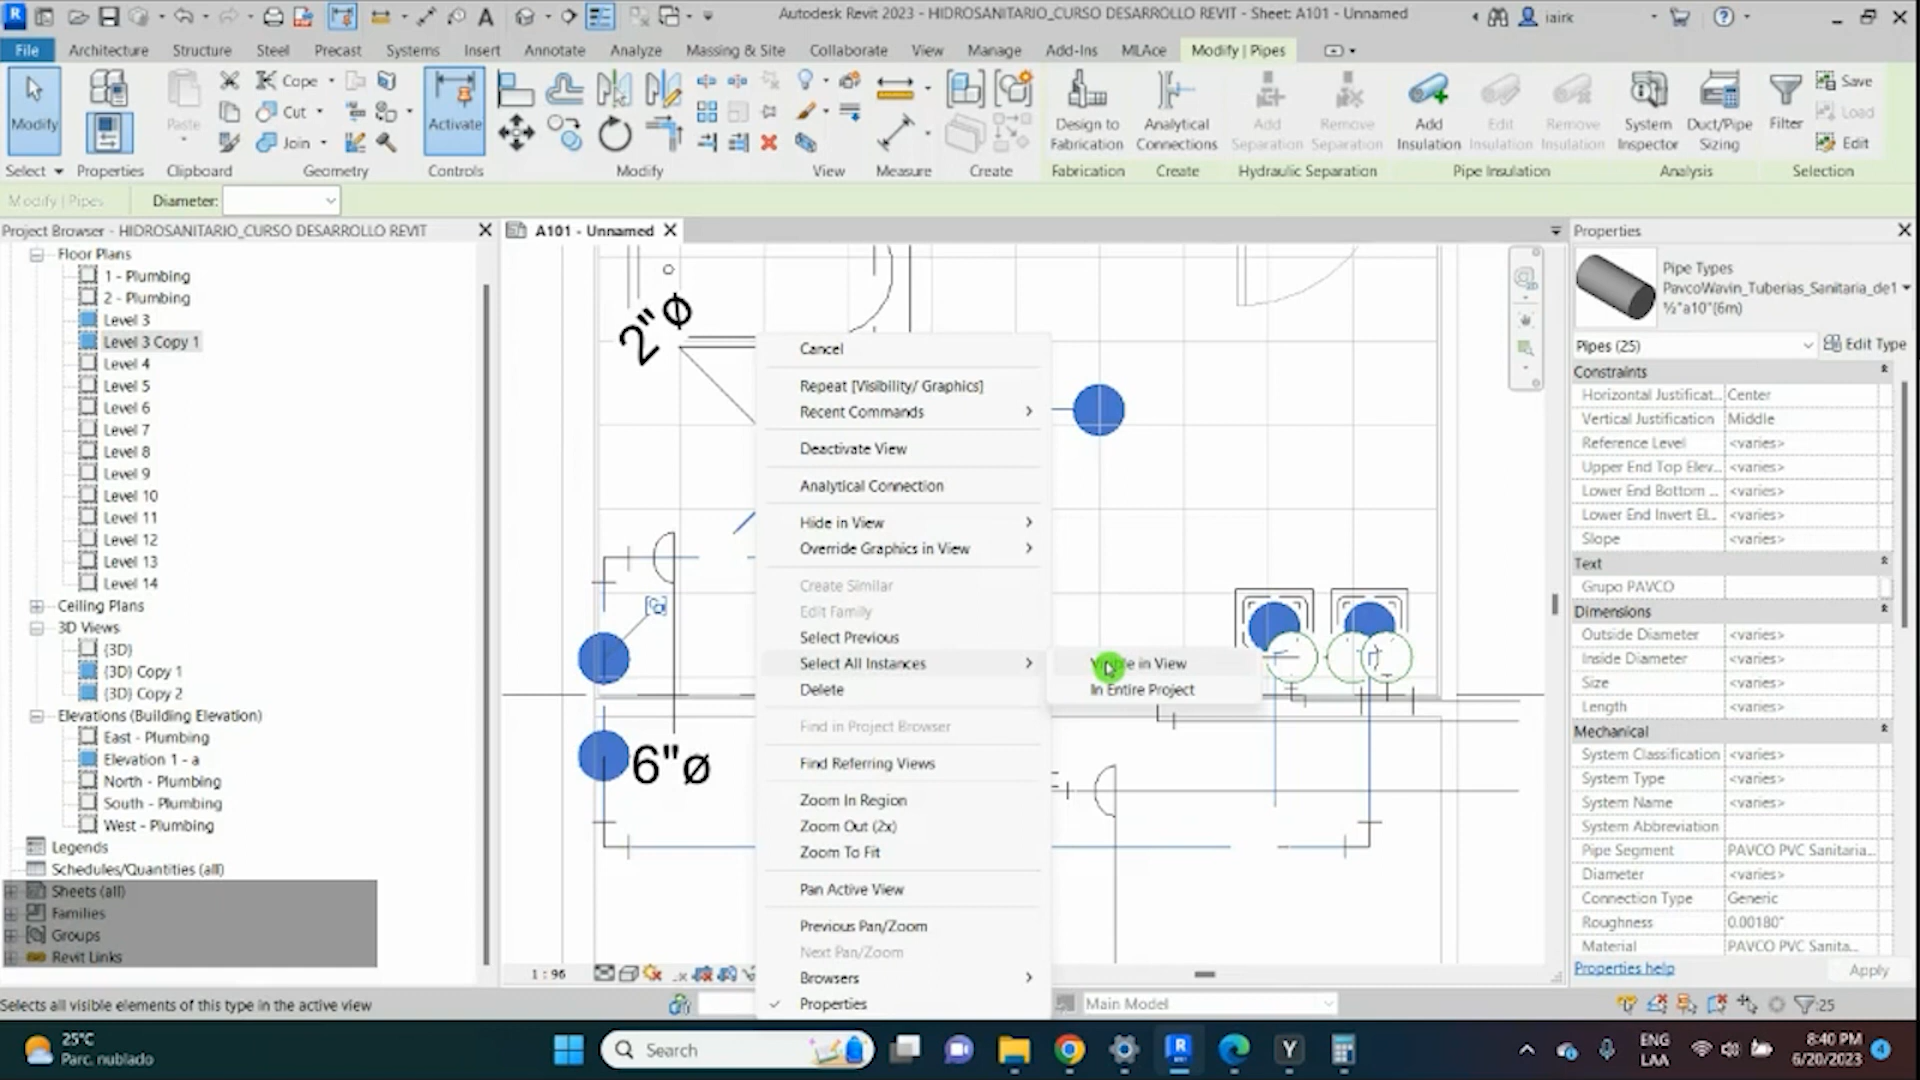 Autodesk Revit 2023 - HIDROSANITARIO_CURSO DESARROLLO REVIT - Sheet: A101 - Unnamed
iairk
File
Architecture
Structure
Steel
Precast
Systems
Insert
Annotate
Analyze
Massing & Site
Collaborate
View
Manage
Add-Ins
MLAce
Modify | Pipes
Modify
Paste
Cope
Cut
Join
Activate
Design to Fabrication
Analytical Connections
Add Separation
Remove Separation
Add Insulation
Edit Insulation
Remove Insulation
System Inspector
Duct/Pipe Sizing
Filter
Save
Load
Edit
Select
Properties
Clipboard
Geometry
Controls
Modify
View
Measure
Create
Fabrication
Create
Hydraulic Separation
Pipe Insulation
Analysis
Selection
Modify | Pipes
Diameter:
Project Browser - HIDROSANITARIO_CURSO DESARROLLO REVIT
Floor Plans
1 - Plumbing
2 - Plumbing
Level 3
Level 3 Copy 1
Level 4
Level 5
Level 6
Level 7
Level 8
Level 9
Level 10
Level 11
Level 12
Level 13
Level 14
Ceiling Plans
3D Views
{3D}
{3D} Copy 1
{3D} Copy 2
Elevations (Building Elevation)
East - Plumbing
Elevation 1 - a
North - Plumbing
South - Plumbing
West - Plumbing
Legends
Schedules/Quantities (all)
Sheets (all)
Families
Groups
Revit Links
A101 - Unnamed
2"ø
6"ø
Cancel
Repeat [Visibility/ Graphics]
Recent Commands
Deactivate View
Analytical Connection
Hide in View
Override Graphics in View
Create Similar
Edit Family
Select Previous
Select All Instances
Delete
Find in Project Browser
Find Referring Views
Zoom In Region
Zoom Out (2x)
Zoom To Fit
Pan Active View
Previous Pan/Zoom
Next Pan/Zoom
Browsers
Properties
Visible in View
In Entire Project
1 : 96
Properties
Pipe Types
PavcoWavin_Tuberias_Sanitaria_de1
½"a10"(6m)
Pipes (25)
Edit Type
Constraints
Horizontal Justificat... Center
Vertical Justification Middle
Reference Level <varies>
Upper End Top Elev... <varies>
Lower End Bottom ... <varies>
Lower End Invert El... <varies>
Slope <varies>
Text
Grupo PAVCO
Dimensions
Outside Diameter <varies>
Inside Diameter <varies>
Size <varies>
Length <varies>
Mechanical
System Classification <varies>
System Type <varies>
System Name <varies>
System Abbreviation
Pipe Segment PAVCO PVC Sanitaria...
Diameter <varies>
Connection Type Generic
Roughness 0.00180"
Material PAVCO PVC Sanita...
Properties help
Apply
Selects all visible elements of this type in the active view
Main Model
:25
25°C
Parc. nublado
Search
ENG
LAA
8:40 PM
6/20/2023
4